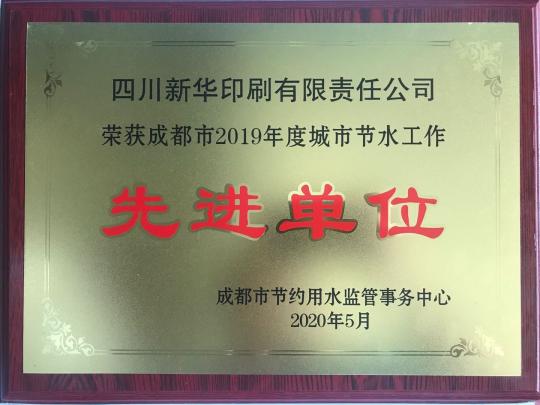 四川新华印刷有限责任公司
荣获成都市2019年度城市节水工作
先进单位
成都市节约用水监管事务中心
2020年5月